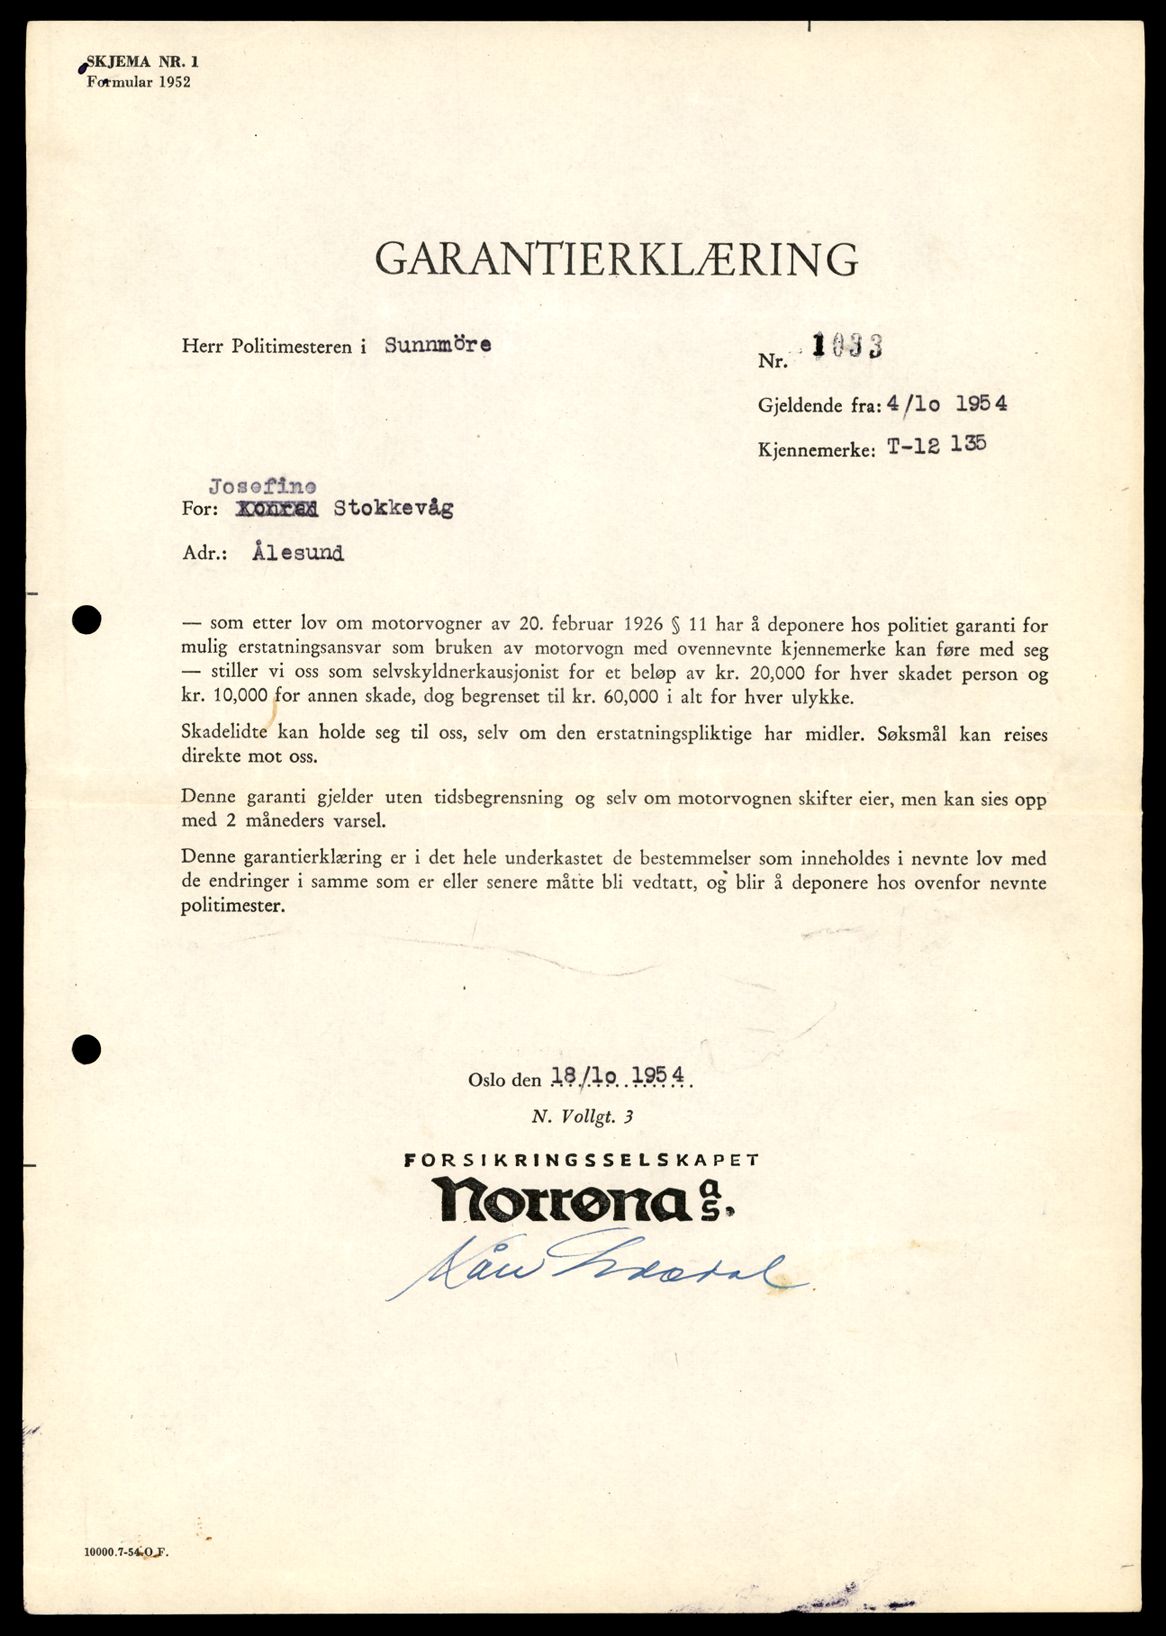 SKJEMA NR. 1
Formular 1952
GARANTIERKLÆRING
Herr Politimesteren i Sunnmöre
Nr. 1033
Gjeldende fra: 4/10 1954
Kjennemerke: T-12 135
Josefine
For: Konrad Stokkevåg
Adr.: Ålesund
— som etter lov om motorvogner av 20. februar 1926 § 11 har å deponere hos politiet garanti for
mulig erstatningsansvar som bruken av motorvogn med ovennevnte kjennemerke kan føre med seg
— stiller vi oss som selvskyldnerkausjonist for et beløp av kr. 20,000 for hver skadet person og
kr. 10,000 for annen skade, dog begrenset til kr. 60,000 i alt for hver ulykke.
Skadelidte kan holde seg til oss, selv om den erstatningspliktige har midler. Søksmål kan reises
direkte mot oss.
Denne garanti gjelder uten tidsbegrensning og selv om motorvognen skifter eier, men kan sies opp
med 2 måneders varsel.
Denne garantierklæring er i det hele underkastet de bestemmelser som inneholdes i nevnte lov med
de endringer i samme som er eller senere måtte bli vedtatt, og blir å deponere hos ovenfor nevnte
politimester.
Oslo den 18/10 1954
N. Vollgt. 3
FORSIKRINGSSELSKAPET
Norrøna a/s.
Kåre
10000.7-54.O.F.